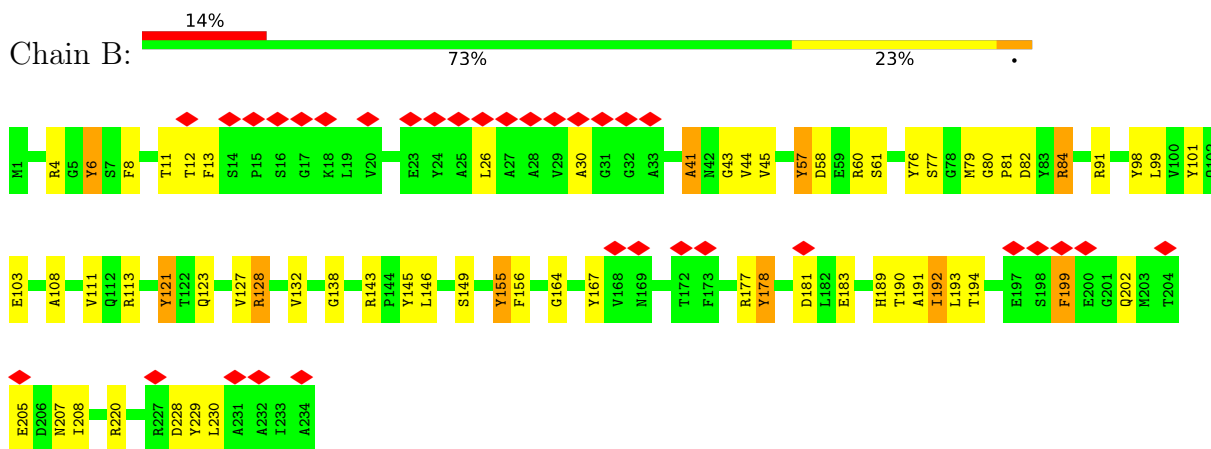 14%
Chain B:
73% 23% •
M1 R4 G5 Y6 S7 F8 T11 T12 F13 S14 P15 S16 G17 K18 L19 V20 E23 Y24 A25 L26 A27 A28 V29 A30 G31 G32 A33 A41 N42 G43 V44 V45 Y57 D58 E59 R60 S61 Y76 S77 G78 M79 G80 P81 D82 Y83 R84 R91 Y98 L99 V100 Y101
E103 A108 V111 Q112 R113 Y121 T122 Q123 V127 R128 V132 G138 R143 P144 Y145 L146 S149 Y155 F156 G164 Y167 V168 N169 T172 F173 R177 Y178 D181 L182 E183 H189 T190 A191 I192 L193 T194 E197 S198 F199 E200 G201 Q202 M203 T204
E205 D206 N207 I208 R220 R227 D228 Y229 L230 A231 A232 I233 A234